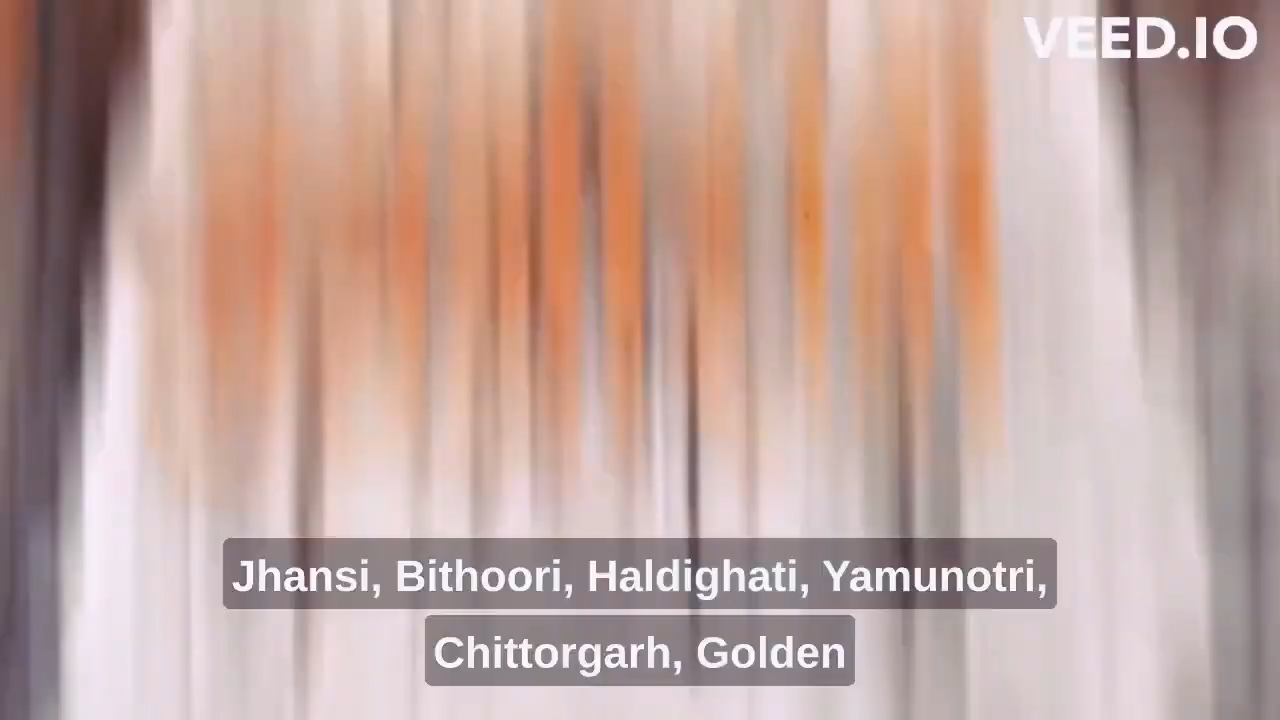 VEED.IO
Jhansi, Bithoori, Haldighati, Yamunotri,
Chittorgarh, Golden